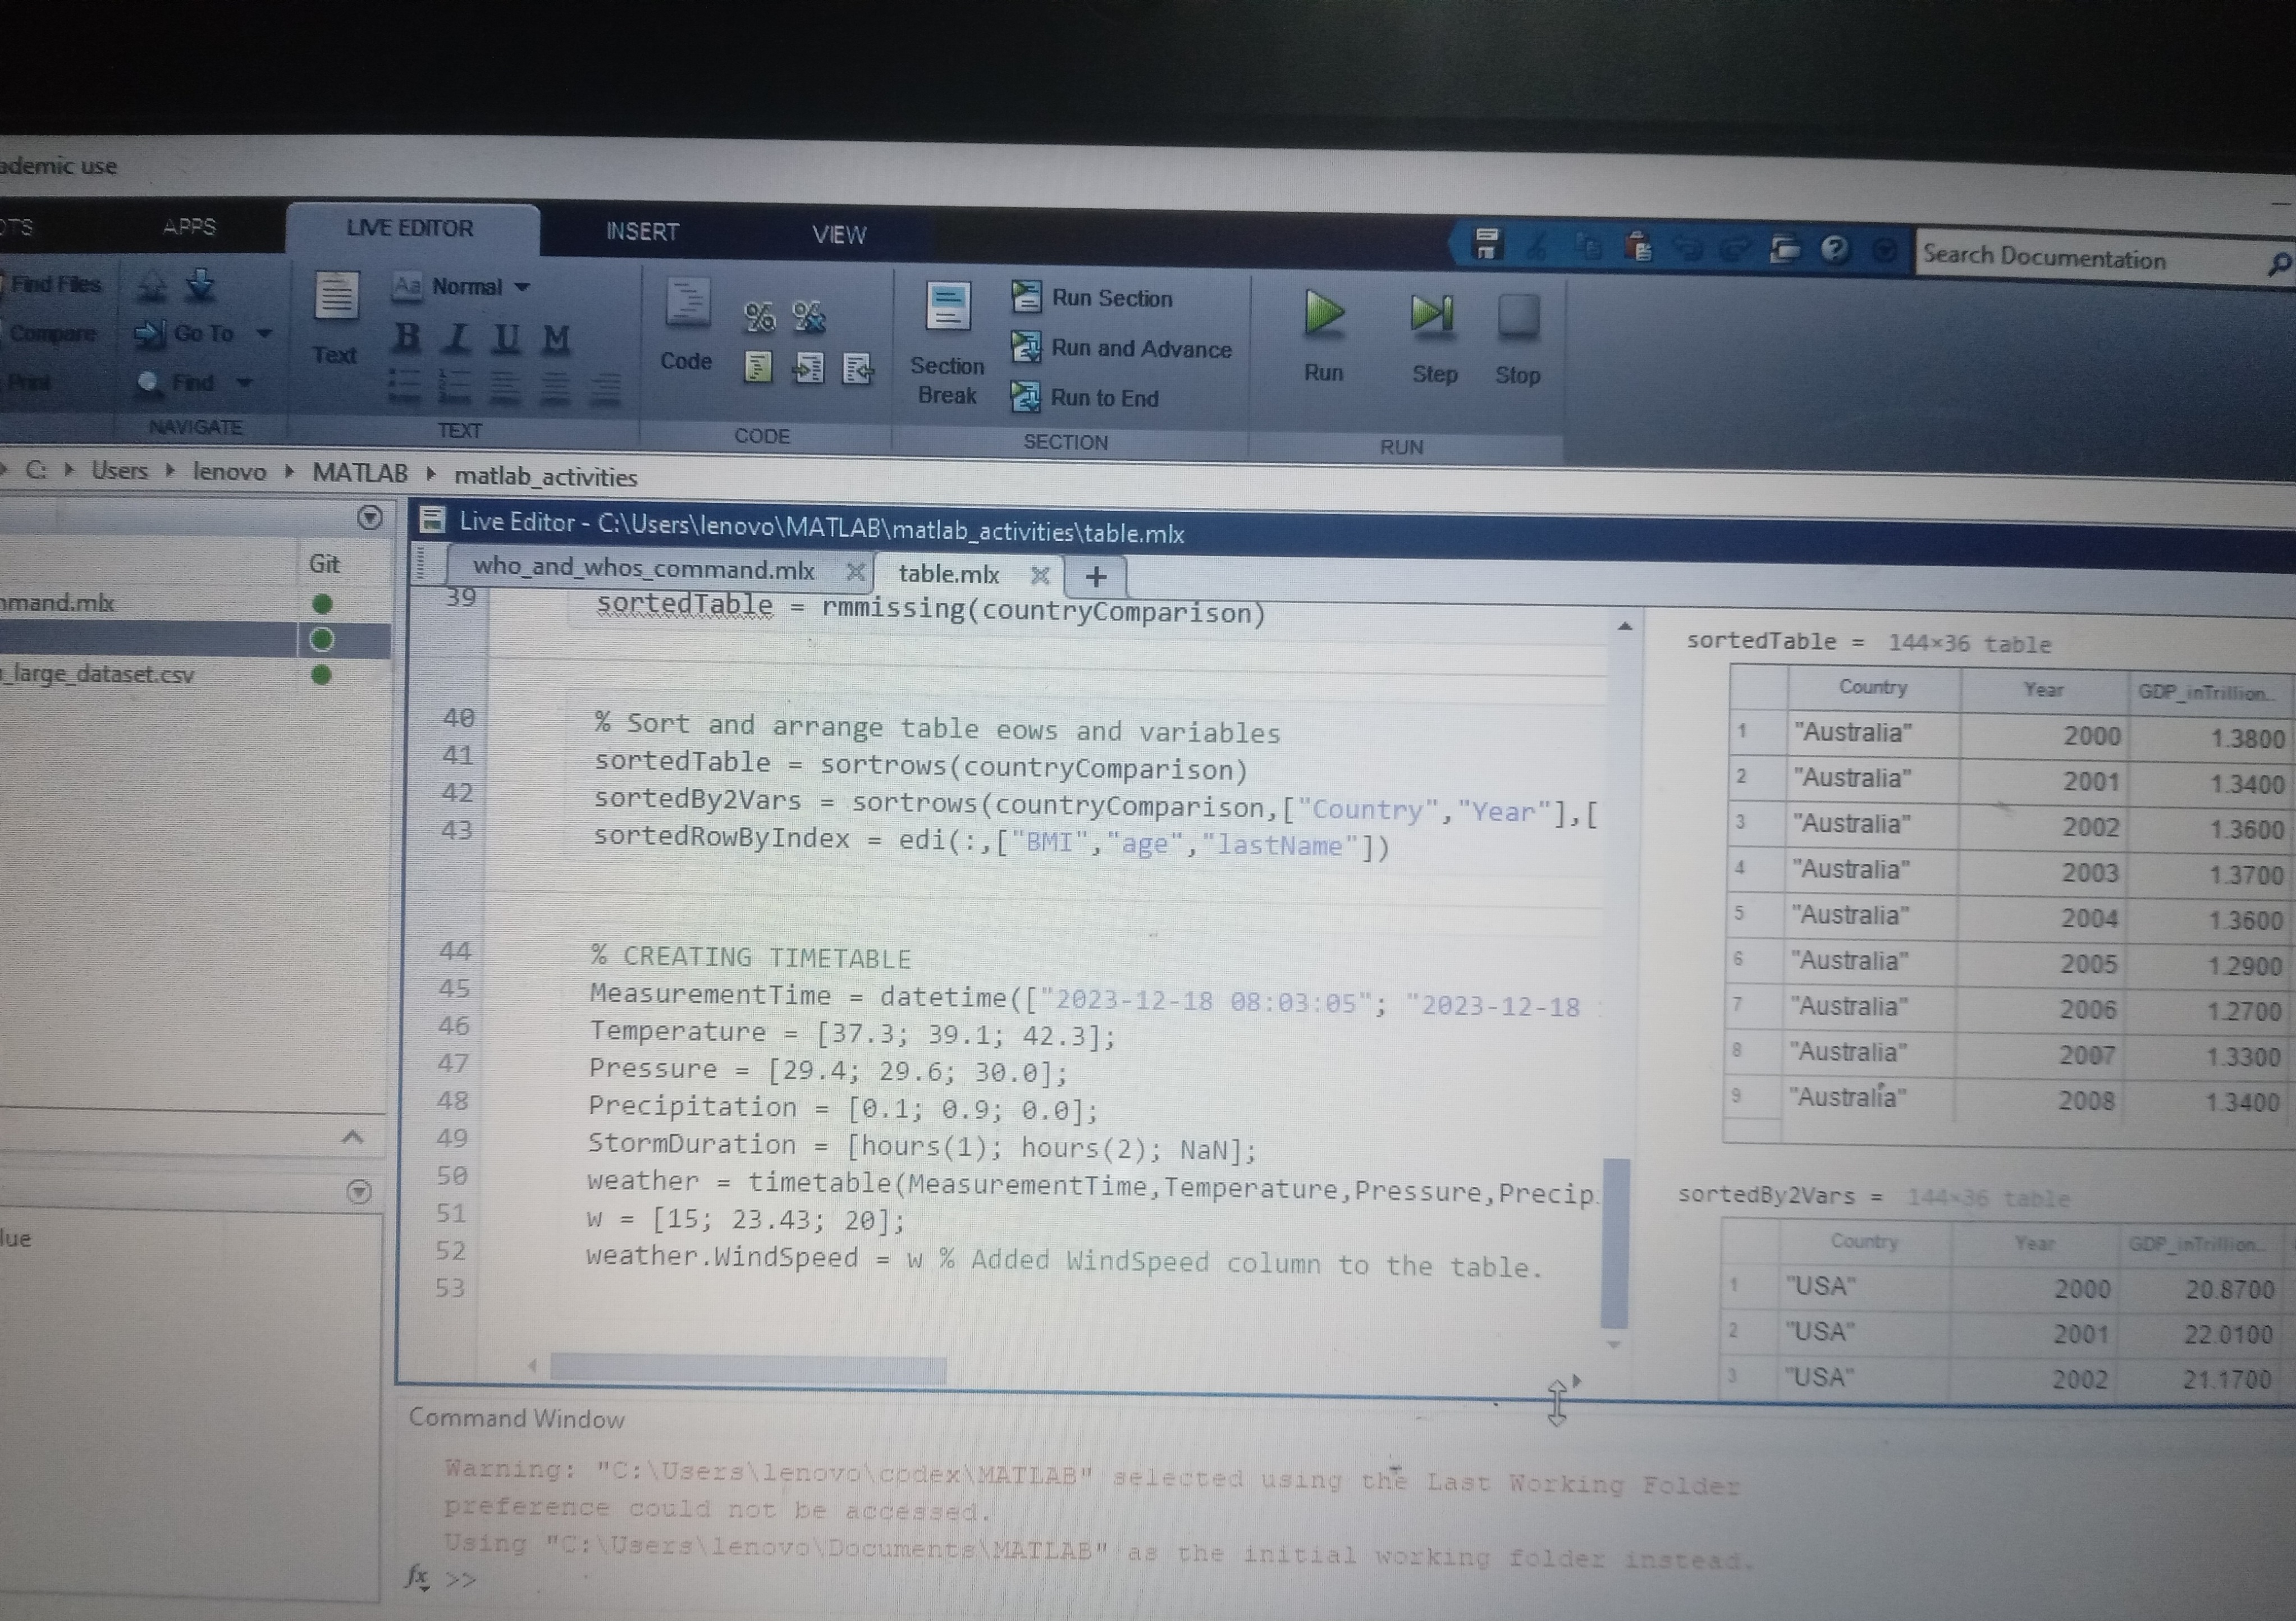 ademic use
OTS APPS LIVE EDITOR INSERT VIEW
Search Documentation
Find Files
Compare
Print
Go To
Find
NAVIGATE
Text
Aa Normal
B I U M
TEXT
Code
CODE
Section
Break
Run Section
Run and Advance
Run to End
SECTION
Run Step Stop
RUN
C: Users lenovo MATLAB matlab_activities
Git
mmand.mlx
_large_dataset.csv
lue
Live Editor - C:\Users\lenovo\MATLAB\matlab_activities\table.mlx
who_and_whos_command.mlx table.mlx +
39 sortedTable = rmmissing(countryComparison)
40 % Sort and arrange table eows and variables
41 sortedTable = sortrows(countryComparison)
42 sortedBy2Vars = sortrows(countryComparison,["Country","Year"],[
43 sortedRowByIndex = edi(:,["BMI","age","lastName"])
44 % CREATING TIMETABLE
45 MeasurementTime = datetime(["2023-12-18 08:03:05"; "2023-12-18
46 Temperature = [37.3; 39.1; 42.3];
47 Pressure = [29.4; 29.6; 30.0];
48 Precipitation = [0.1; 0.9; 0.0];
49 StormDuration = [hours(1); hours(2); NaN];
50 weather = timetable(MeasurementTime,Temperature,Pressure,Precip
51 w = [15; 23.43; 20];
52 weather.WindSpeed = w % Added WindSpeed column to the table.
53
sortedTable = 144×36 table
Country Year GDP_inTrillion...
1 "Australia" 2000 1.3800
2 "Australia" 2001 1.3400
3 "Australia" 2002 1.3600
4 "Australia" 2003 1.3700
5 "Australia" 2004 1.3600
6 "Australia" 2005 1.2900
7 "Australia" 2006 1.2700
8 "Australia" 2007 1.3300
9 "Australia" 2008 1.3400
sortedBy2Vars = 144×36 table
Country Year GDP_inTrillion...
1 "USA" 2000 20.8700
2 "USA" 2001 22.0100
3 "USA" 2002 21.1700
Command Window
Warning: "C:\Users\lenovo\codex\MATLAB" selected using the Last Working Folder
preference could not be accessed.
Using "C:\Users\lenovo\Documents\MATLAB" as the initial working folder instead.
fx >>